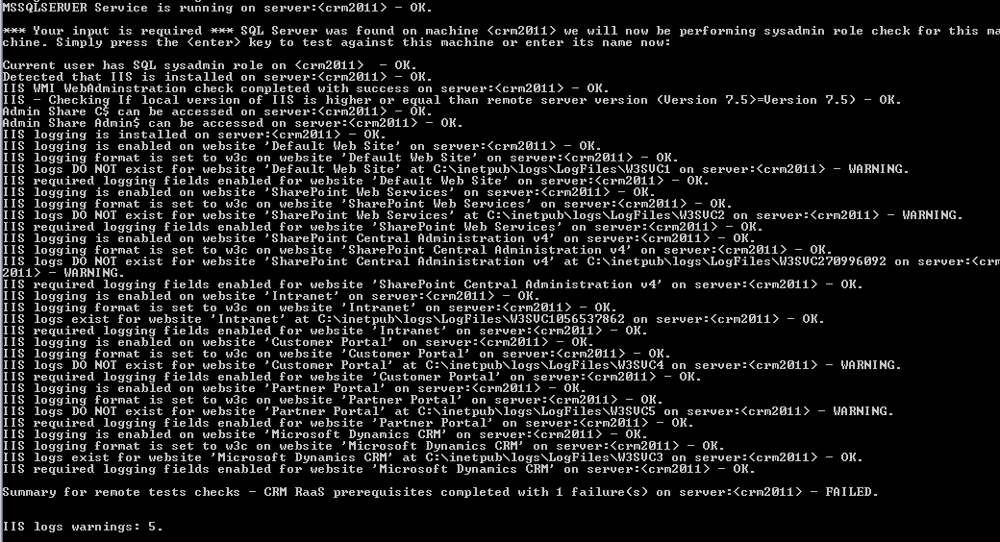 MSSQLSERVER Service is running on server:<crm2011> - OK.
*** Your input is required *** SQL Server was found on machine <crm2011> we will now be performing sysadmin role check for this ma
chine. Simply press the <enter> key to test against this machine or enter its name now:
Current user has SQL sysadmin role on <crm2011>  - OK.
Detected that IIS is installed on server:<crm2011> - OK.
IIS WMI WebAdminstration check completed with success on server:<crm2011> - OK.
IIS - Checking If local version of IIS is higher or equal than remote server version (Version 7.5)=Version 7.5) - OK.
Admin Share C$ can be accessed on server:<crm2011> - OK.
Admin Share Admin$ can be accessed on server:<crm2011> - OK.
IIS logging is installed on server:<crm2011> - OK.
IIS logging is enabled on website 'Default Web Site' on server:<crm2011> - OK.
IIS logging format is set to w3c on website 'Default Web Site' on server:<crm2011> - OK.
IIS logs DO NOT exist for website 'Default Web Site' at C:\inetpub\logs\LogFiles\W3SVC1 on server:<crm2011> - WARNING.
IIS required logging fields enabled for website 'Default Web Site' on server:<crm2011> - OK.
IIS logging is enabled on website 'SharePoint Web Services' on server:<crm2011> - OK.
IIS logging format is set to w3c on website 'SharePoint Web Services' on server:<crm2011> - OK.
IIS logs DO NOT exist for website 'SharePoint Web Services' at C:\inetpub\logs\LogFiles\W3SVC2 on server:<crm2011> - WARNING.
IIS required logging fields enabled for website 'SharePoint Web Services' on server:<crm2011> - OK.
IIS logging is enabled on website 'SharePoint Central Administration v4' on server:<crm2011> - OK.
IIS logging format is set to w3c on website 'SharePoint Central Administration v4' on server:<crm2011> - OK.
IIS logs DO NOT exist for website 'SharePoint Central Administration v4' at C:\inetpub\logs\LogFiles\W3SVC270996092 on server:<crm
2011> - WARNING.
IIS required logging fields enabled for website 'SharePoint Central Administration v4' on server:<crm2011> - OK.
IIS logging is enabled on website 'Intranet' on server:<crm2011> - OK.
IIS logging format is set to w3c on website 'Intranet' on server:<crm2011> - OK.
IIS logs exist for website 'Intranet' at C:\inetpub\logs\LogFiles\W3SVC1056537862 on server:<crm2011> - OK.
IIS required logging fields enabled for website 'Intranet' on server:<crm2011> - OK.
IIS logging is enabled on website 'Customer Portal' on server:<crm2011> - OK.
IIS logging format is set to w3c on website 'Customer Portal' on server:<crm2011> - OK.
IIS logs DO NOT exist for website 'Customer Portal' at C:\inetpub\logs\LogFiles\W3SVC4 on server:<crm2011> - WARNING.
IIS required logging fields enabled for website 'Customer Portal' on server:<crm2011> - OK.
IIS logging is enabled on website 'Partner Portal' on server:<crm2011> - OK.
IIS logging format is set to w3c on website 'Partner Portal' on server:<crm2011> - OK.
IIS logs DO NOT exist for website 'Partner Portal' at C:\inetpub\logs\LogFiles\W3SVC5 on server:<crm2011> - WARNING.
IIS required logging fields enabled for website 'Partner Portal' on server:<crm2011> - OK.
IIS logging is enabled on website 'Microsoft Dynamics CRM' on server:<crm2011> - OK.
IIS logging format is set to w3c on website 'Microsoft Dynamics CRM' on server:<crm2011> - OK.
IIS logs exist for website 'Microsoft Dynamics CRM' at C:\inetpub\logs\LogFiles\W3SVC3 on server:<crm2011> - OK.
IIS required logging fields enabled for website 'Microsoft Dynamics CRM' on server:<crm2011> - OK.
Summary for remote tests checks - CRM RaaS prerequisites completed with 1 failure(s) on server:<crm2011> - FAILED.
IIS logs warnings: 5.